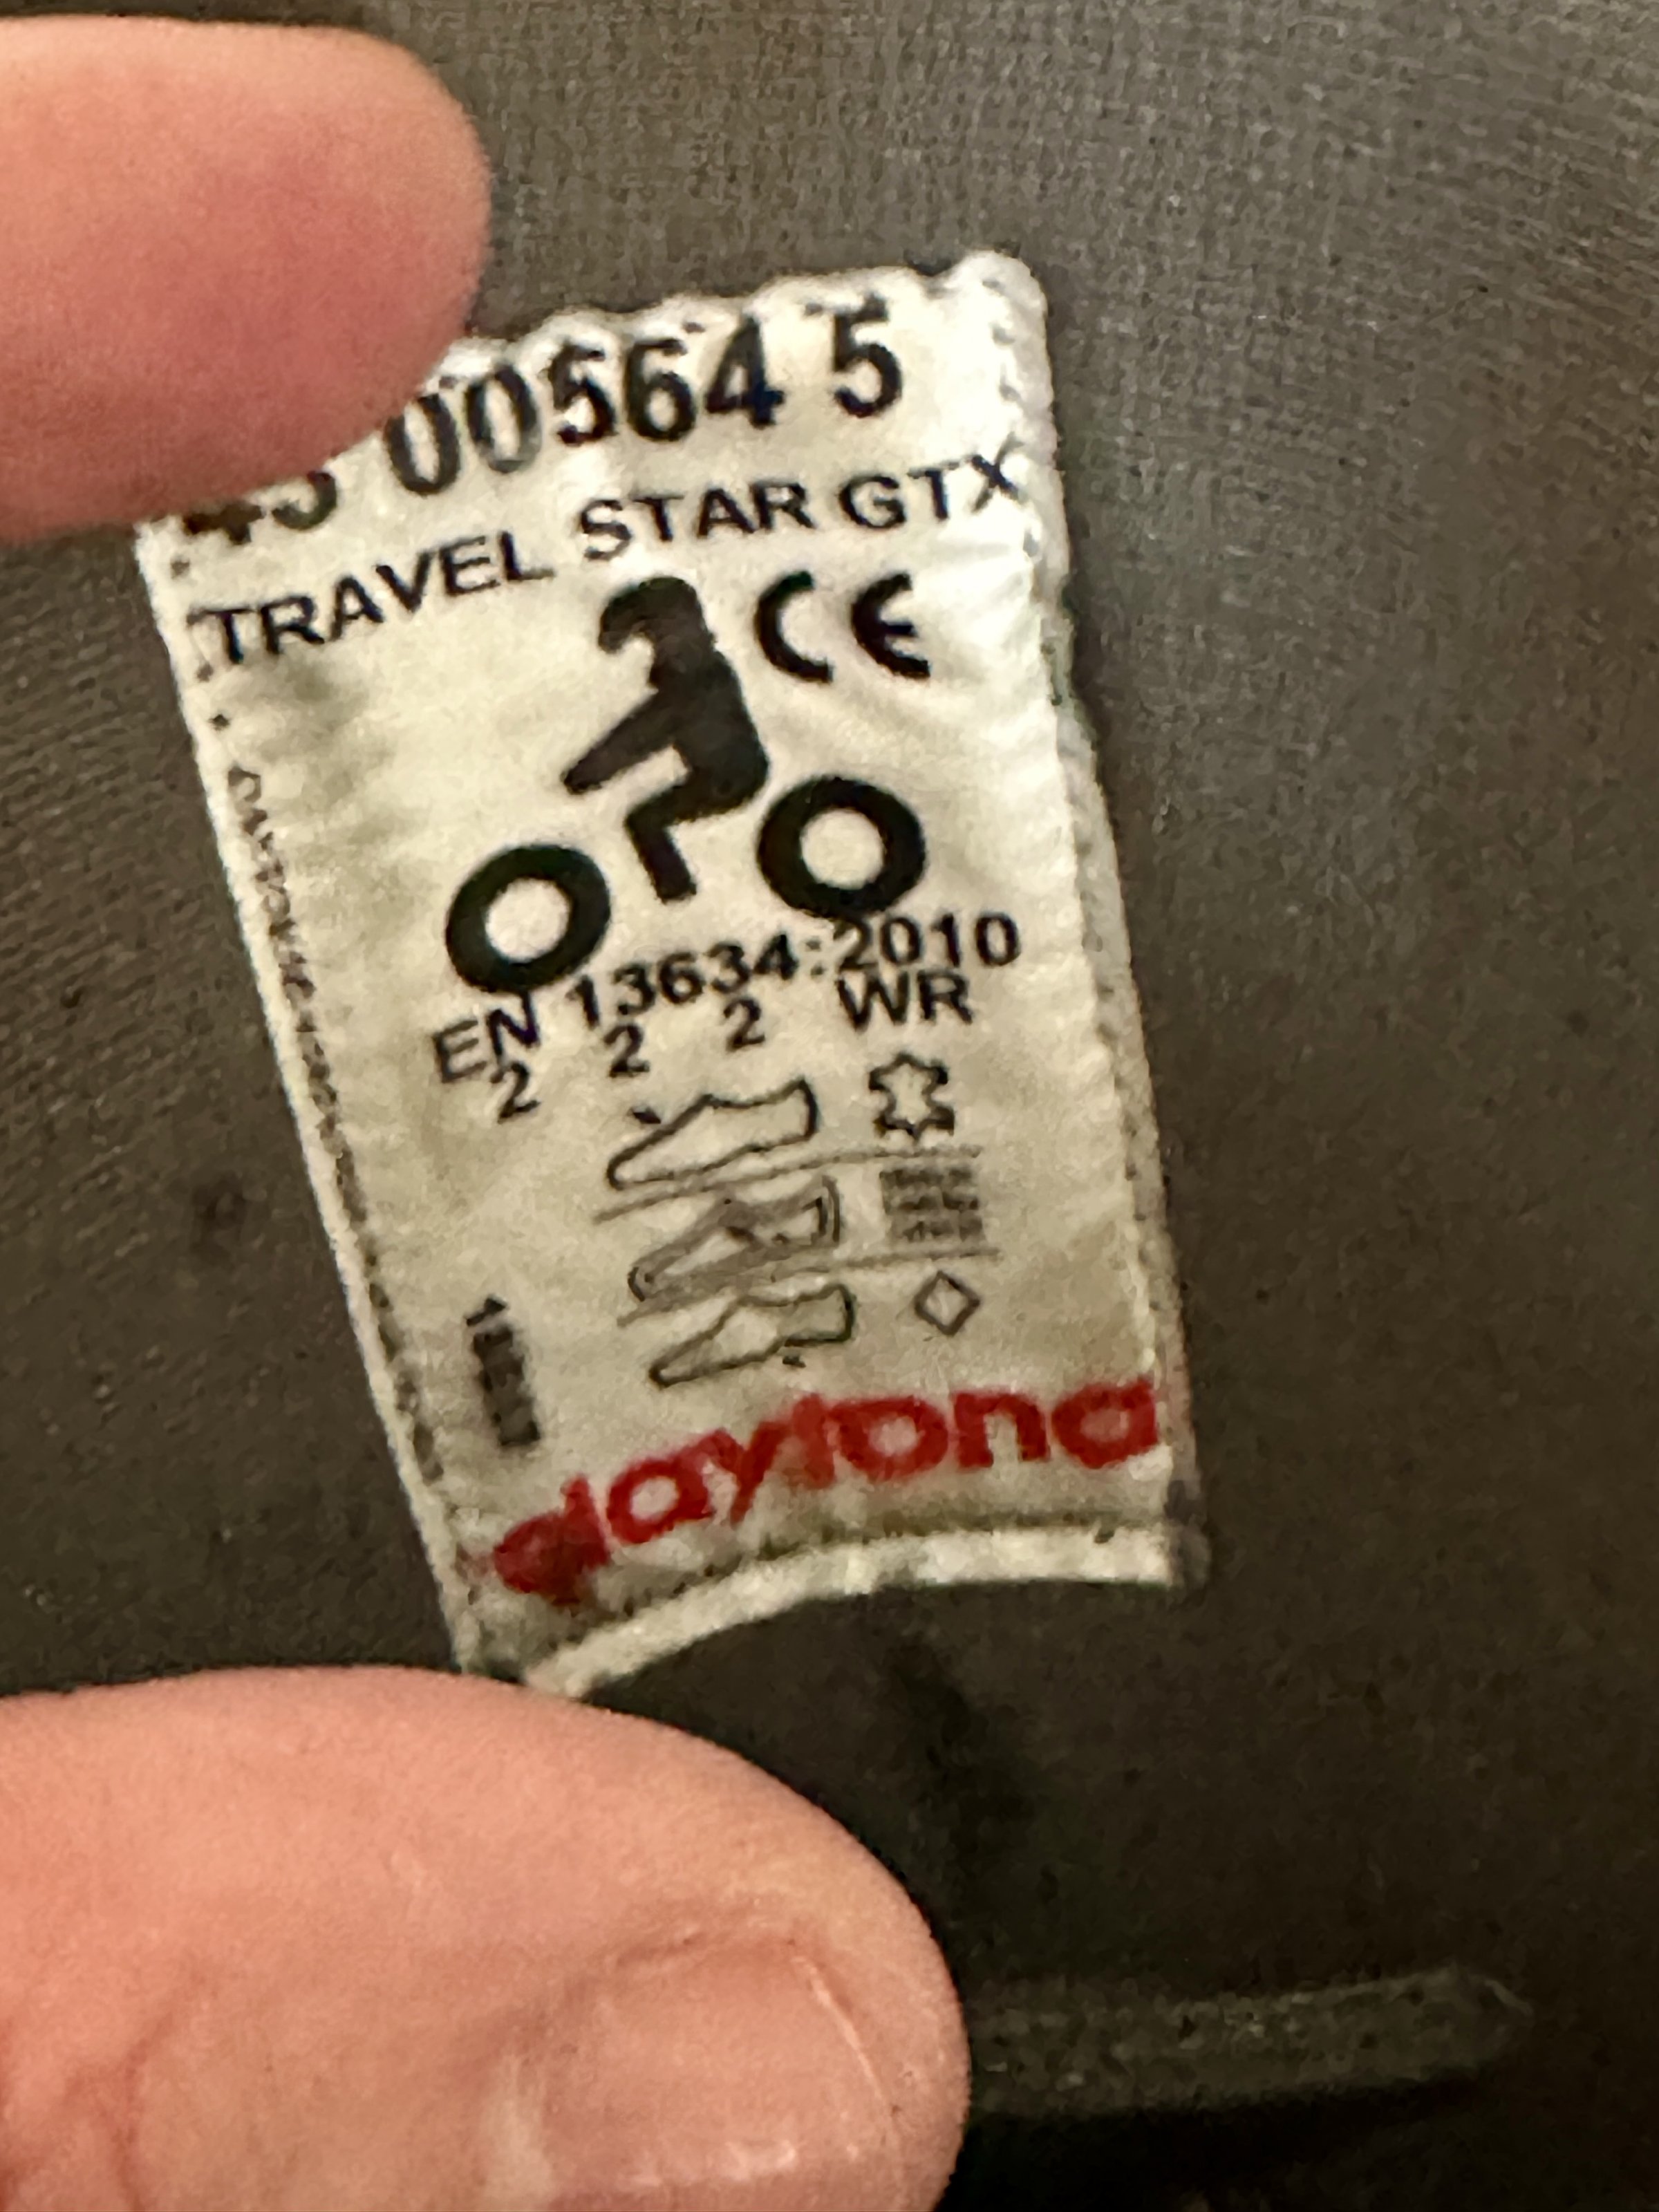 00564 5
TRAVEL STAR GTX
CE
EN 13634:2010
2 2 2 WR
daytona